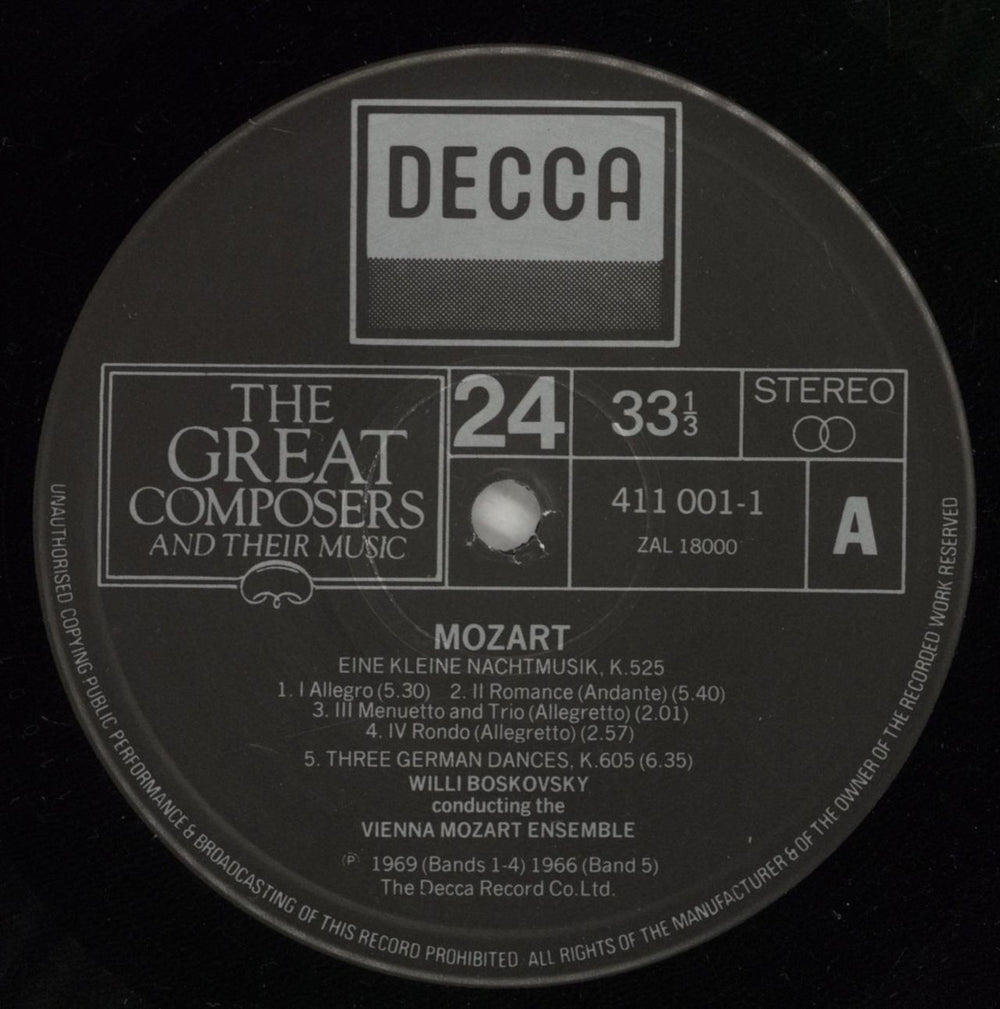 DECCA
THE
GREAT
COMPOSERS
AND THEIR MUSIC
24
33⅓
STEREO
411 001-1
ZAL 18000
A
MOZART
EINE KLEINE NACHTMUSIK, K.525
1. I Allegro (5.30) 2. II Romance (Andante) (5.40)
3. III Menuetto and Trio (Allegretto) (2.01)
4. IV Rondo (Allegretto) (2.57)
5. THREE GERMAN DANCES, K.605 (6.35)
WILLI BOSKOVSKY
conducting the
VIENNA MOZART ENSEMBLE
℗ 1969 (Bands 1-4) 1966 (Band 5)
The Decca Record Co.Ltd.
UNAUTHORISED COPYING PUBLIC PERFORMANCE & BROADCASTING OF THIS RECORD PROHIBITED ALL RIGHTS OF THE MANUFACTURER & OF THE OWNER OF THE RECORDED WORK RESERVED